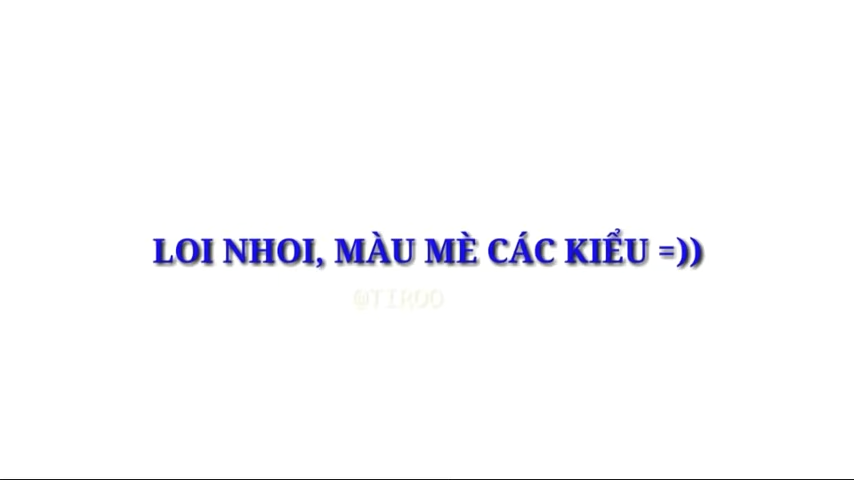 LOI NHOI, MÀU MÈ CÁC KIỂU =))
@TIROO